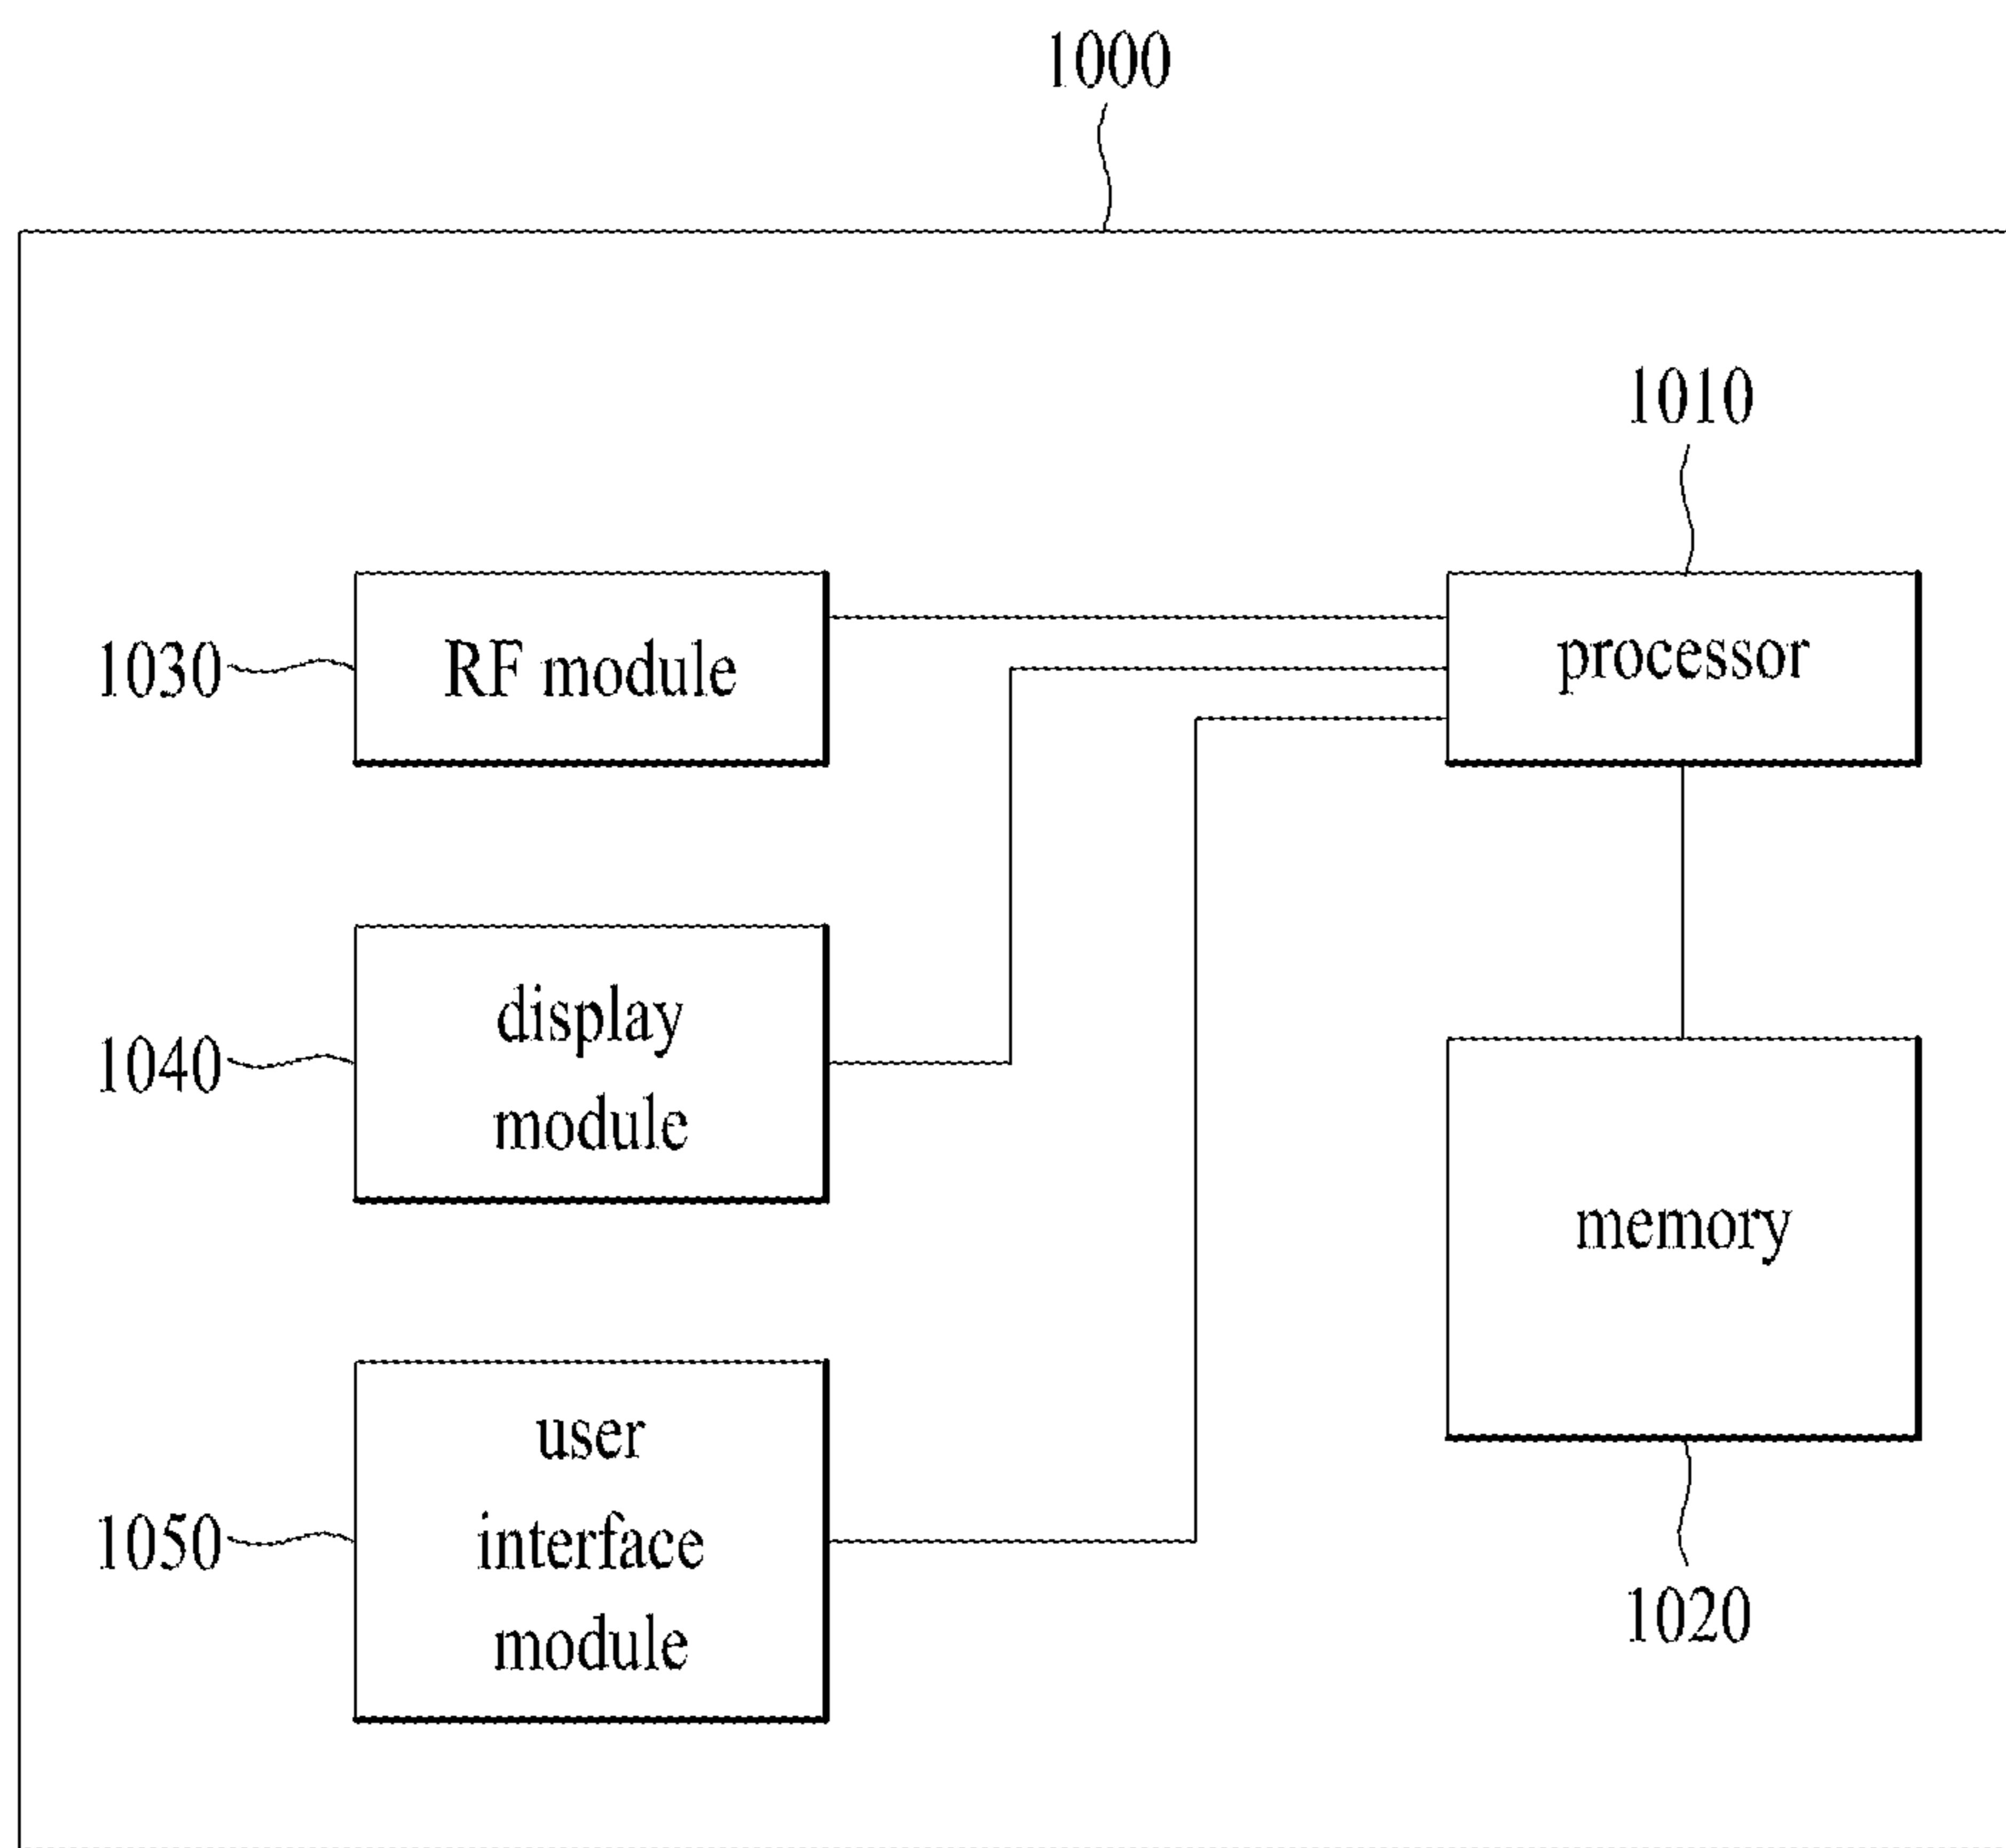 1000
1010
1030
RF module
processor
1040
display
module
memory
1050
user
interface
module
1020